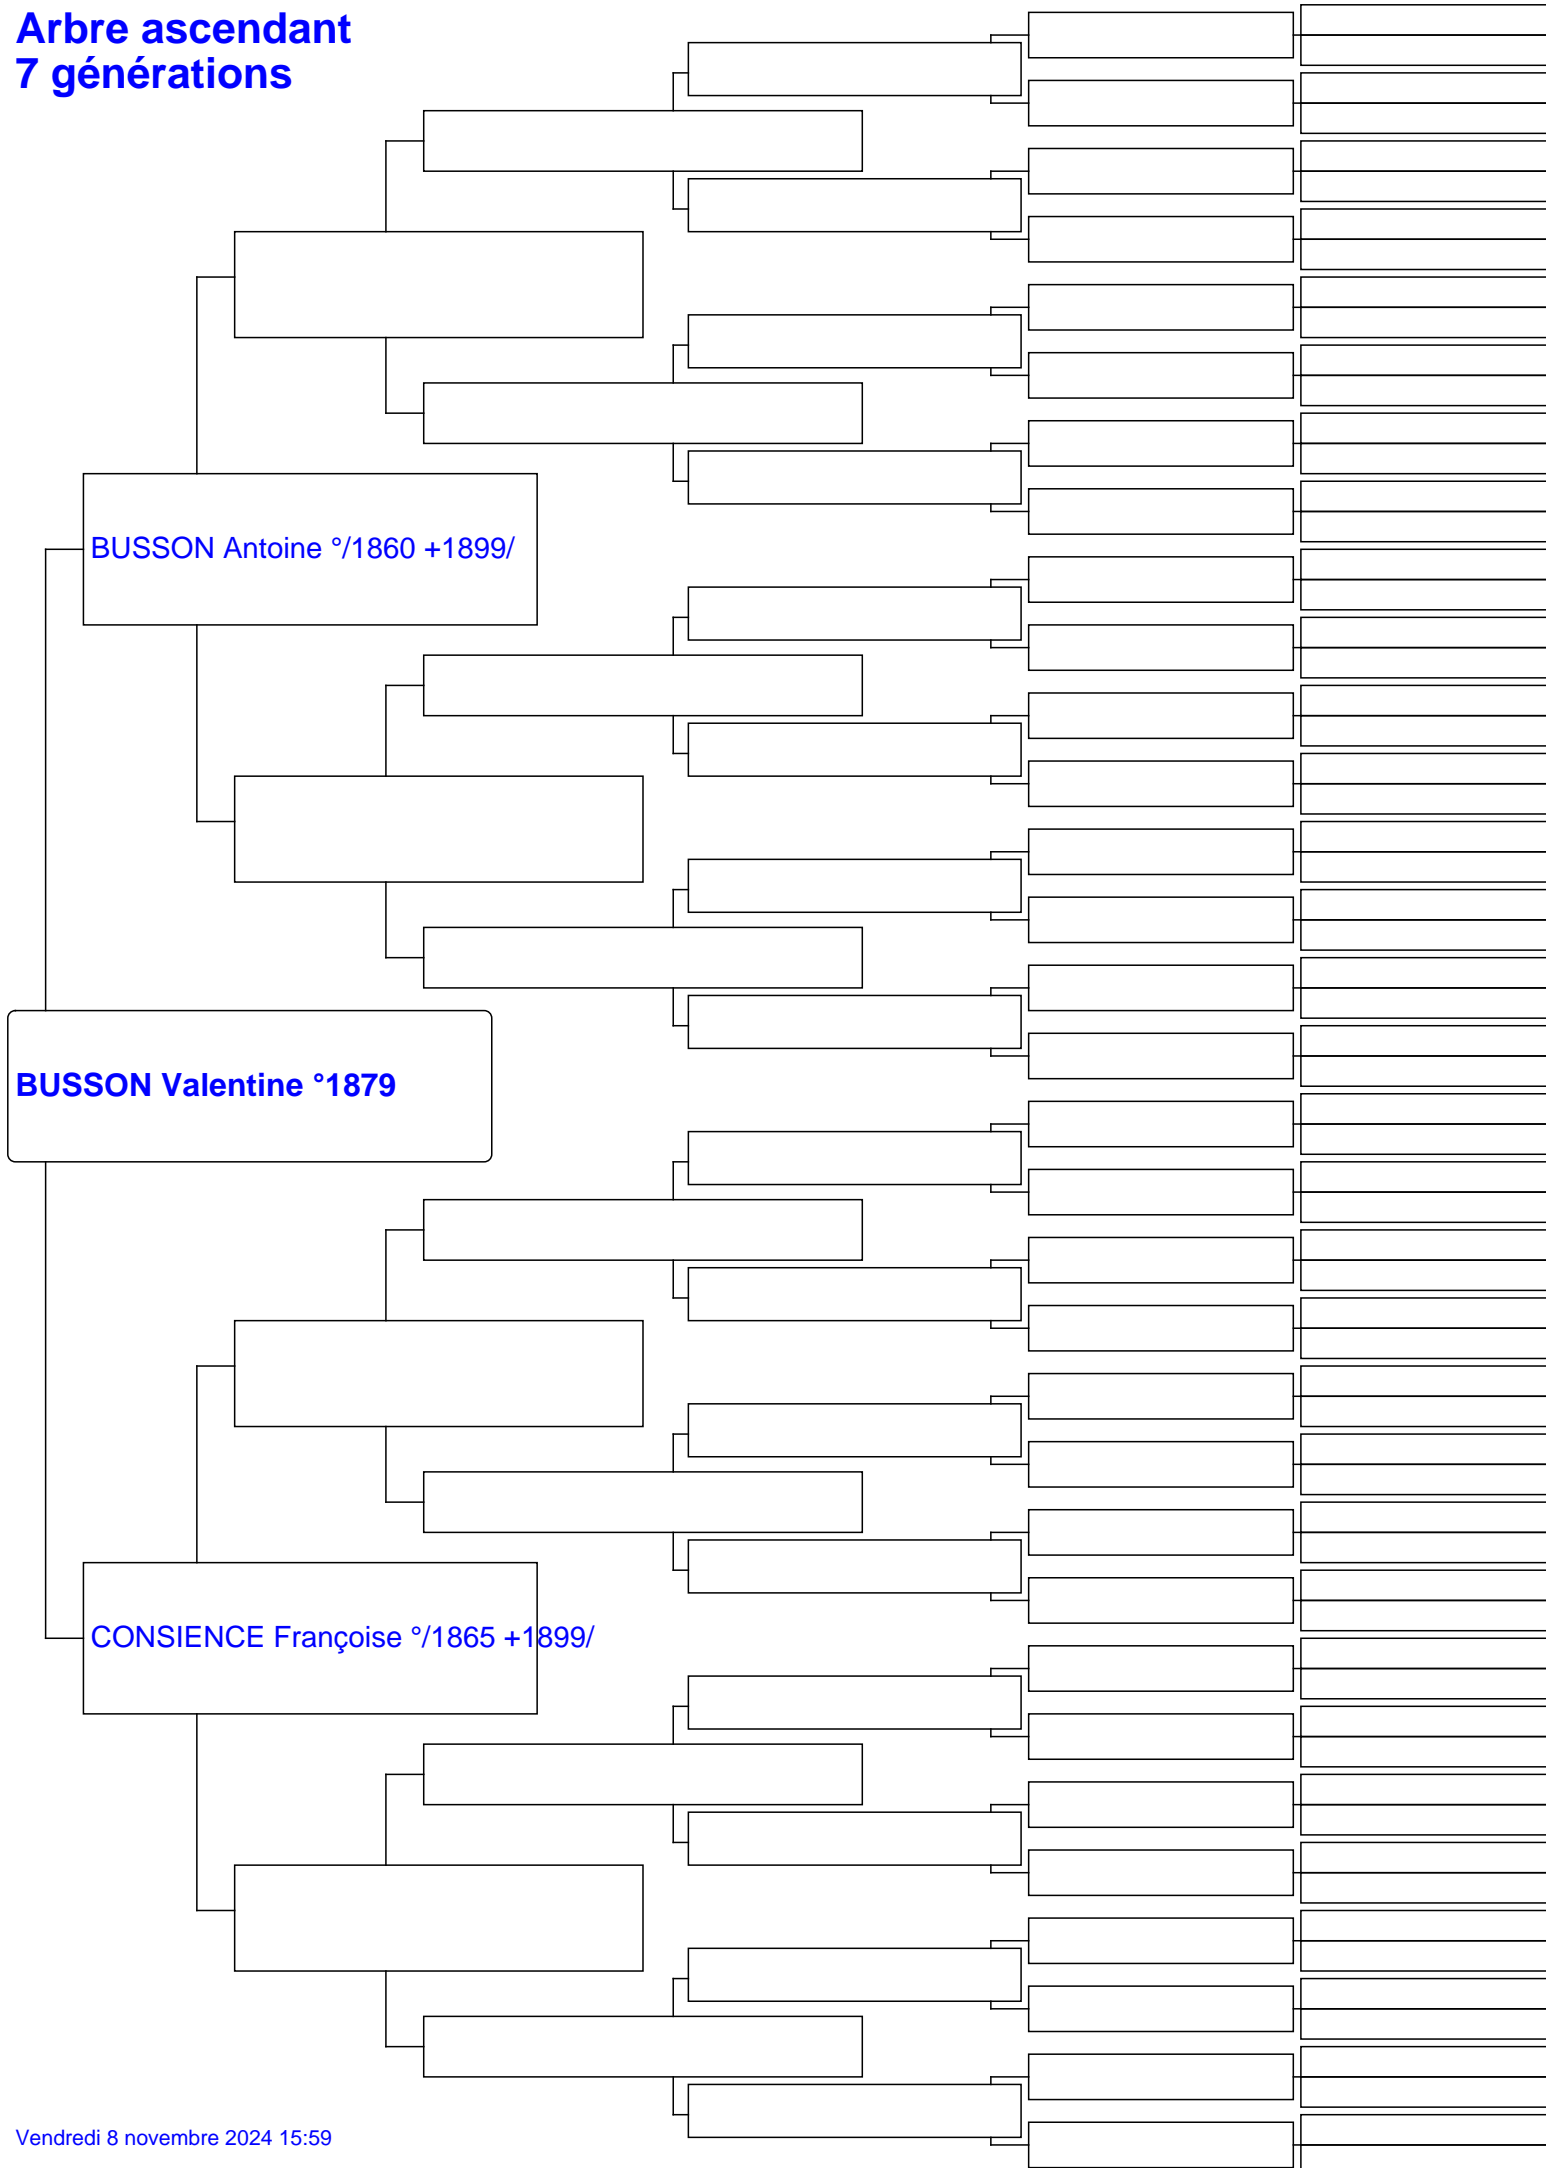 Arbre ascendant
7 générations
BUSSON Antoine °/1860 +1899/
BUSSON Valentine °1879
CONSIENCE Françoise °/1865 +1899/
Vendredi 8 novembre 2024 15:59